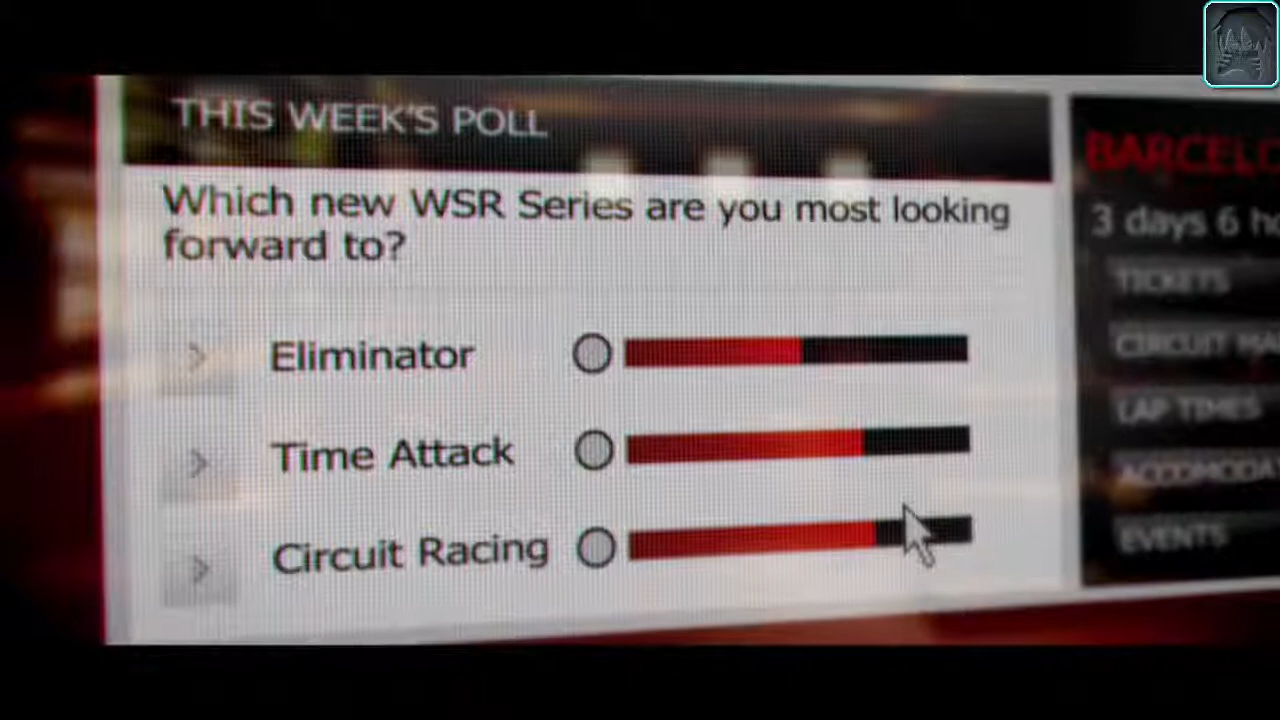 THIS WEEK'S POLL
Which new WSR Series are you most looking
forward to?
Eliminator
Time Attack
Circuit Racing
3 days 6
TICKETS
CIRCUIT
LAP TIMES
EVENTS